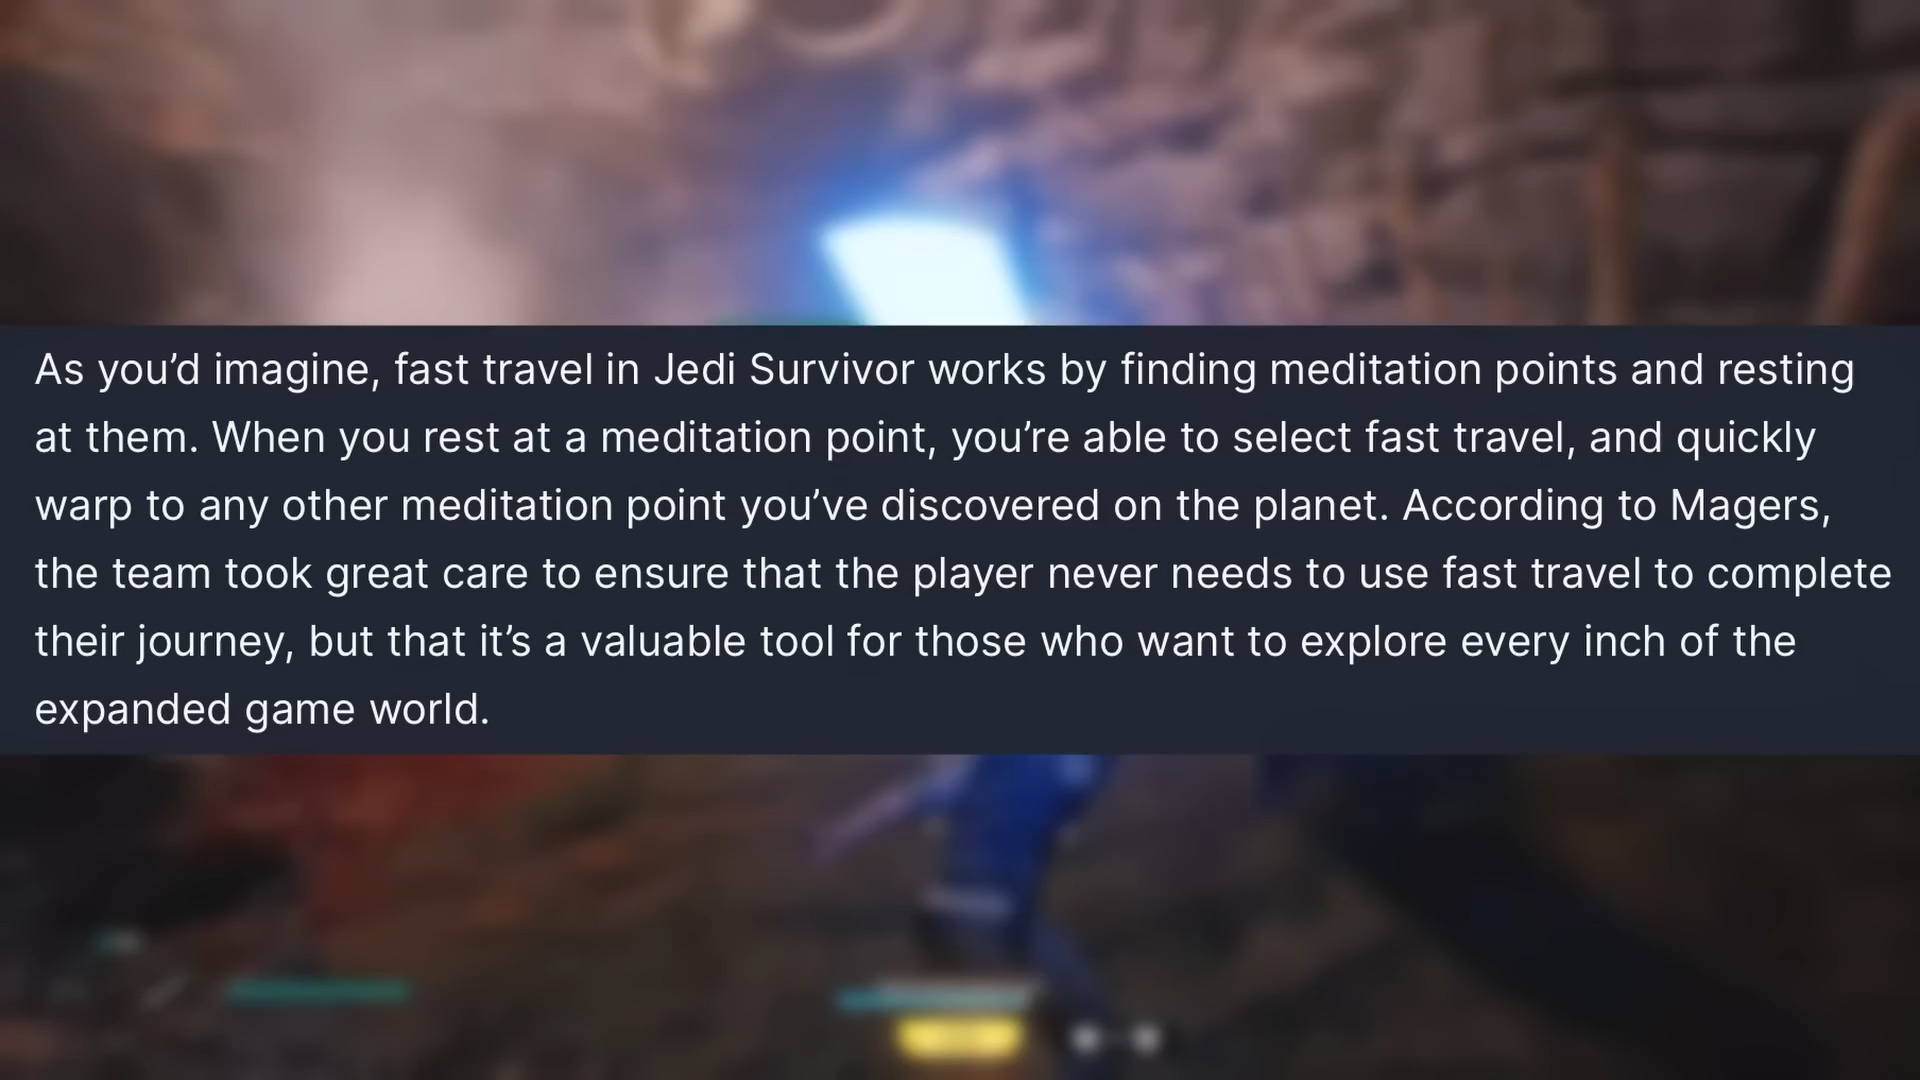 As you’d imagine, fast travel in Jedi Survivor works by finding meditation points and resting
at them. When you rest at a meditation point, you’re able to select fast travel, and quickly
warp to any other meditation point you’ve discovered on the planet. According to Magers,
the team took great care to ensure that the player never needs to use fast travel to complete
their journey, but that it’s a valuable tool for those who want to explore every inch of the
expanded game world.